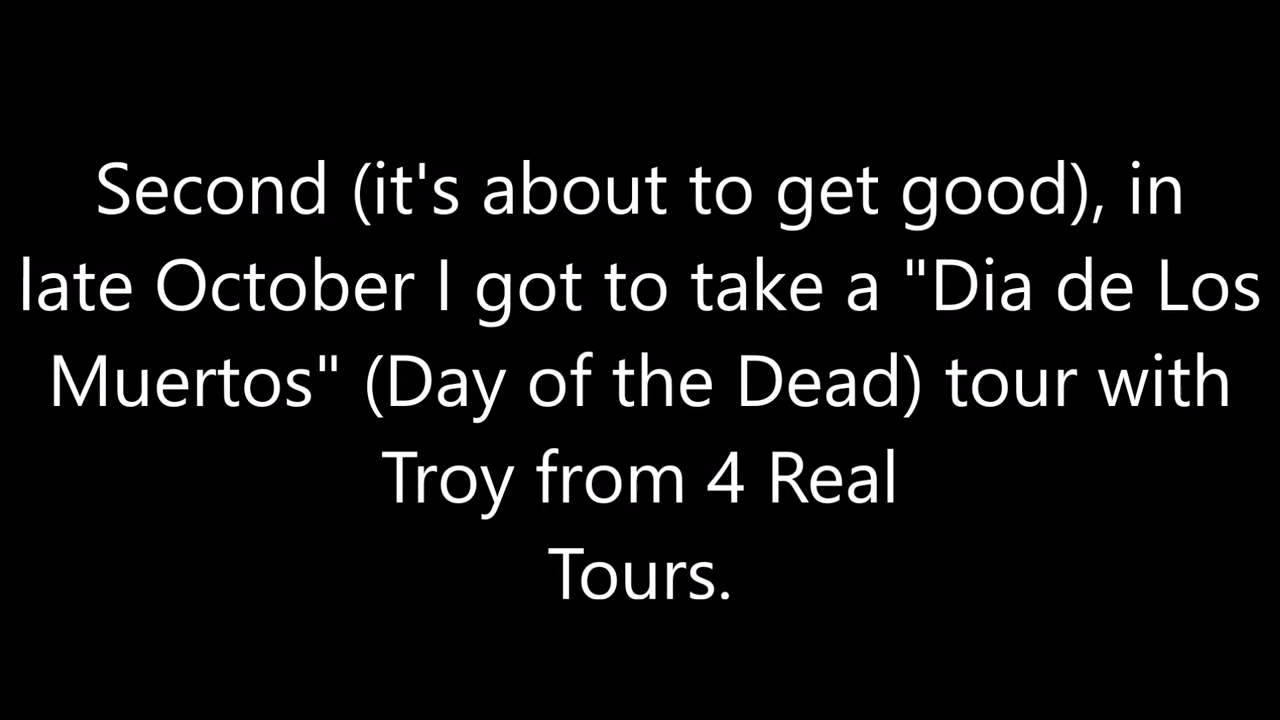 Second (it's about to get good), in
late October I got to take a "Dia de Los
Muertos" (Day of the Dead) tour with
Troy from 4 Real
Tours.